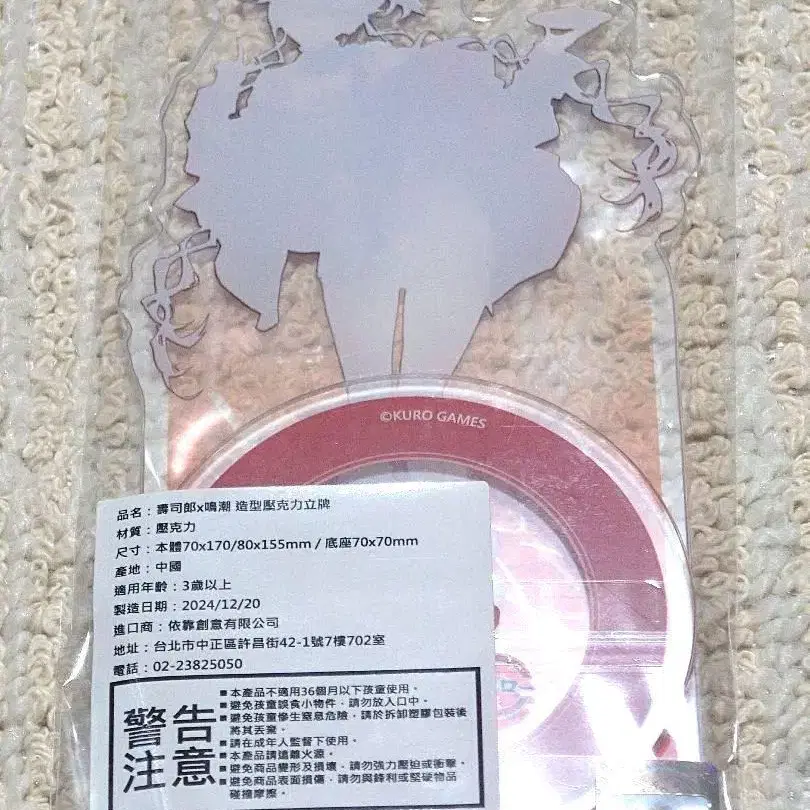 ©KURO GAMES
品名：壽司郎x鳴潮 造型壓克力立牌
材質：壓克力
尺寸：本體70x170/80x155mm / 底座70x70mm
產地：中國
適用年齡：3歲以上
製造日期：2024/12/20
進口商：依靠創意有限公司
地址：台北市中正區許昌街42-1號7樓702室
電話：02-23825050
警告
注意
■本產品不適用36個月以下孩童使用。
■避免孩童誤食小物件，請勿放入口中。
■避免孩童慘生窒息危險，請於拆卸塑膠包裝後
將其丟棄。
■請在成年人監督下使用。
■本產品請遠離火源。
■避免商品變形及損壞，請勿強力壓迫或衝擊。
■避免商品表面損傷，請勿與鋒利或堅硬物品
碰撞摩擦。